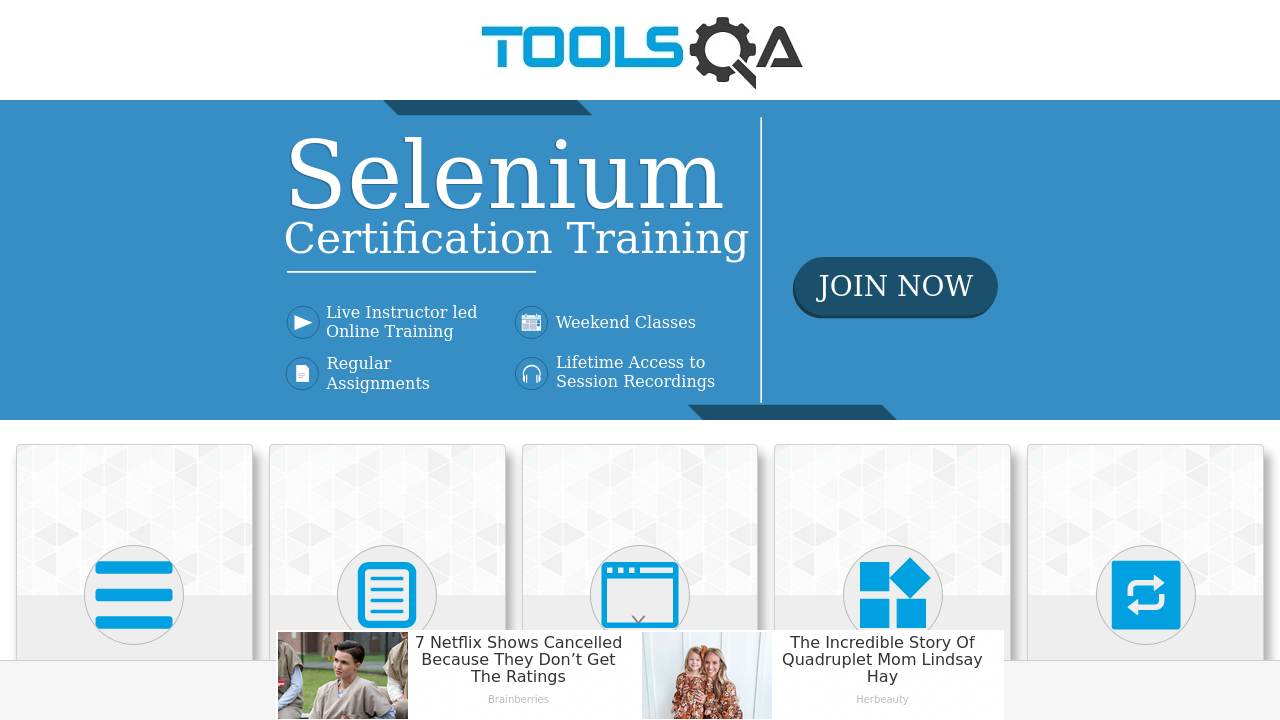 TOOLSQA
Selenium
Certification Training
JOIN NOW
Live Instructor led
Online Training
Weekend Classes
Regular
Assignments
Lifetime Access to
Session Recordings
7 Netflix Shows Cancelled
Because They Don’t Get
The Ratings
Brainberries
The Incredible Story Of
Quadruplet Mom Lindsay
Hay
Herbeauty